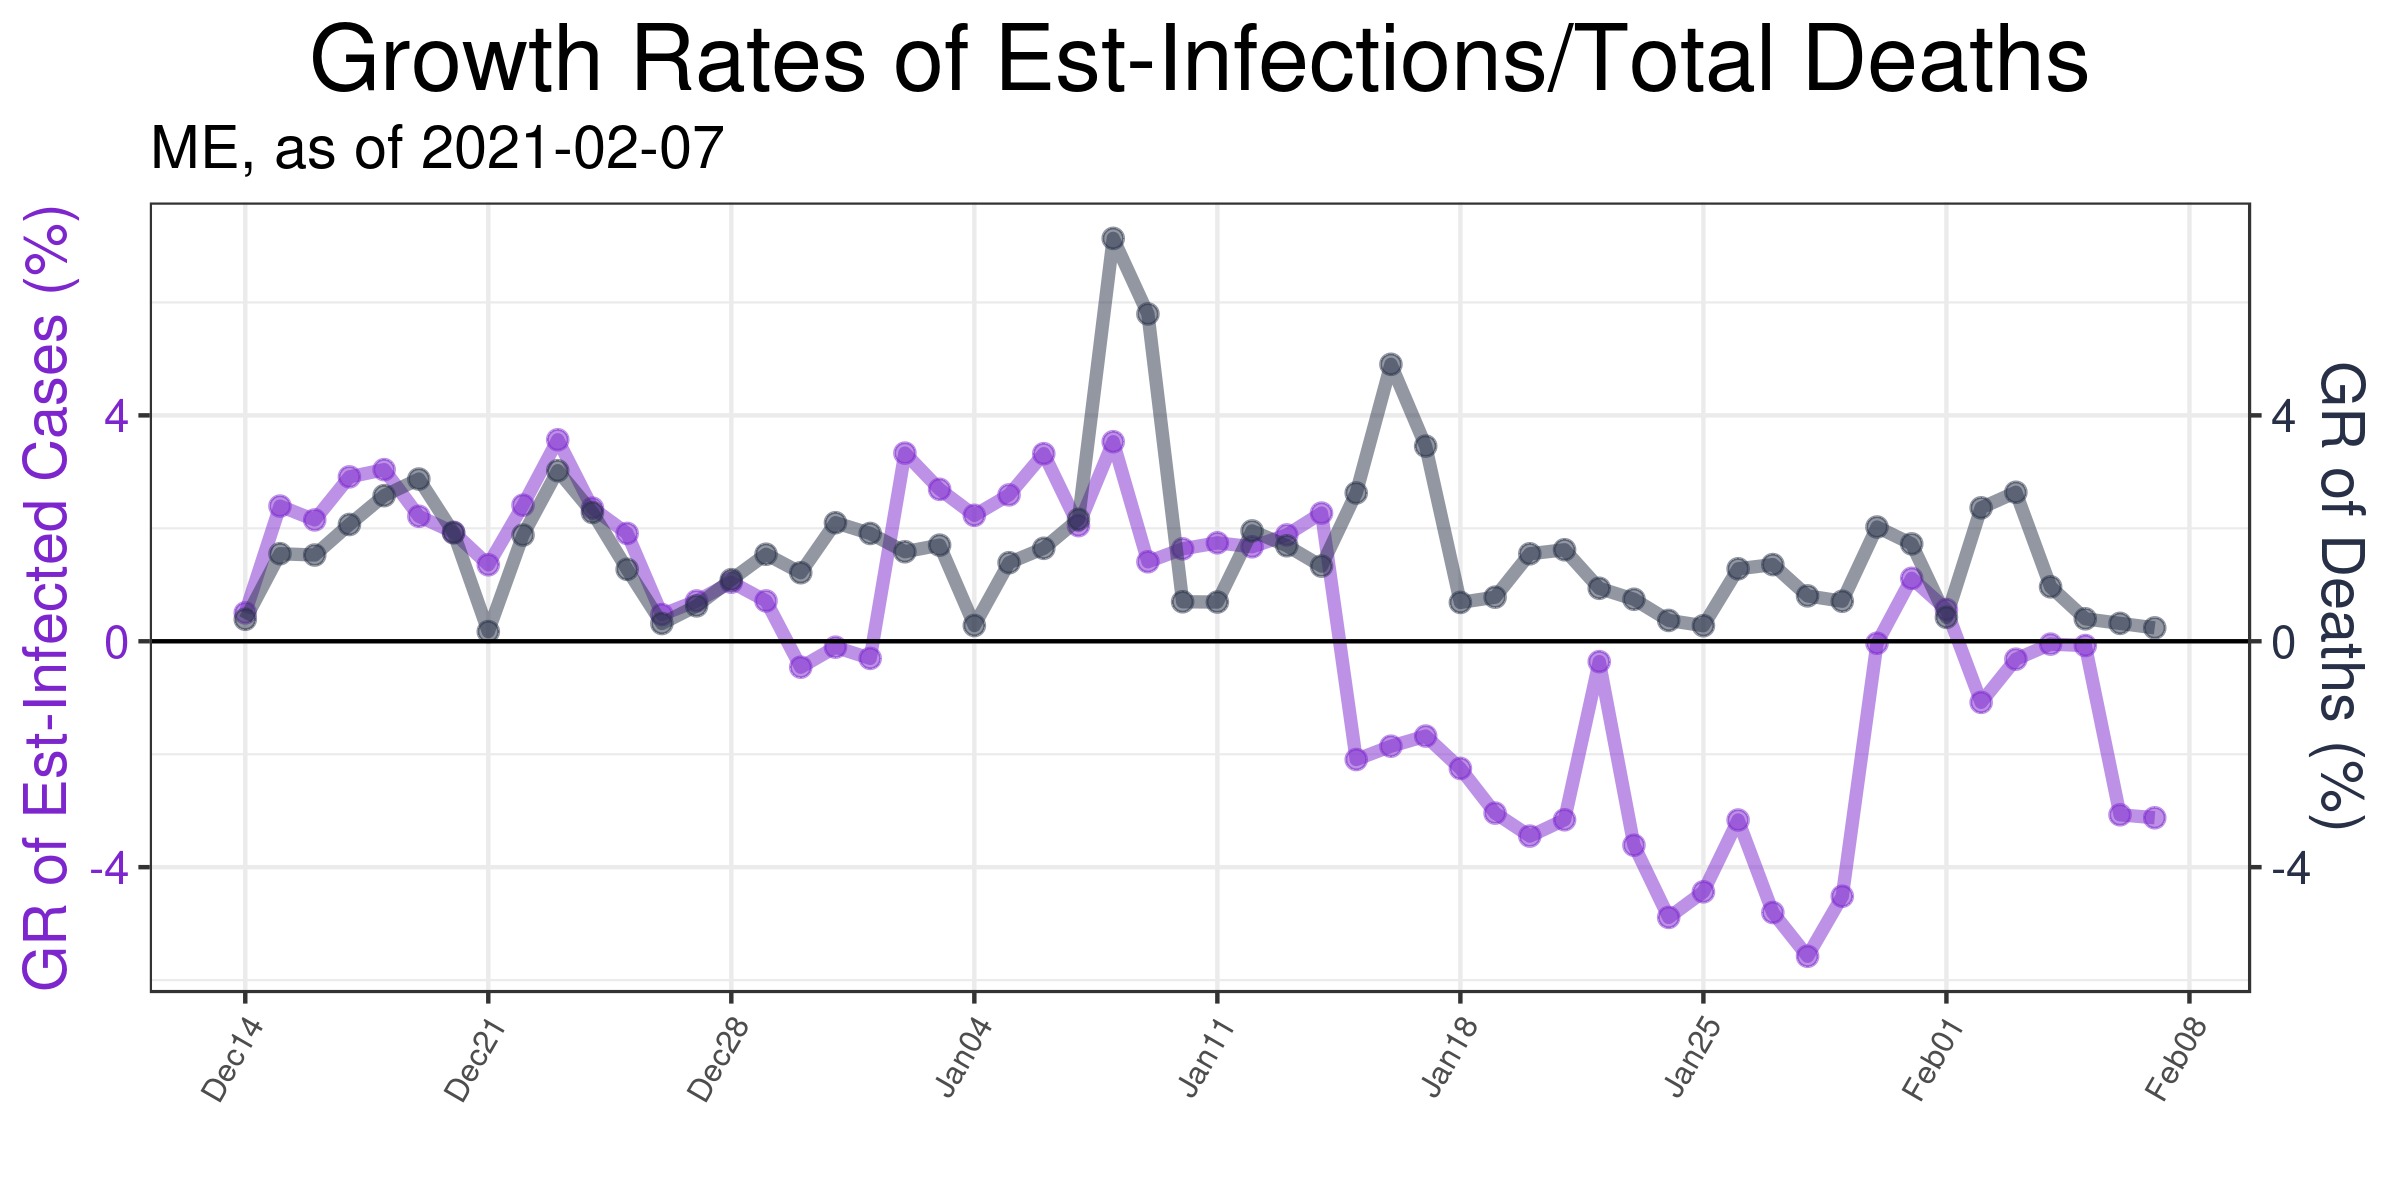 Growth Rates of Est-Infections/Total Deaths
ME, as of 2021-02-07
GR of Est-Infected Cases (%)
4
0
-4
4
0
-4
GR of Deaths (%)
Dec14
Dec21
Dec28
Jan04
Jan11
Jan18
Jan25
Feb01
Feb08